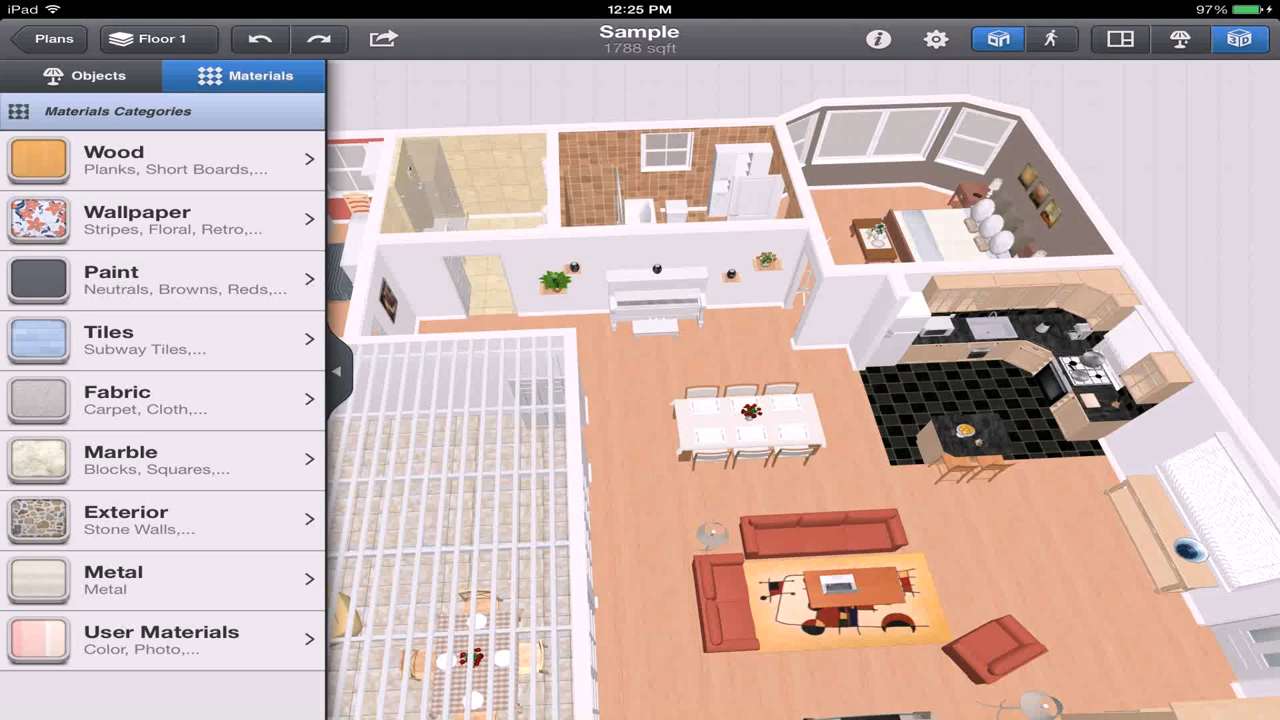 iPad 12:25 PM 97%
Plans Floor 1 Sample
1788 sqft
3D
Objects Materials
Materials Categories
Wood
Planks, Short Boards,...
Wallpaper
Stripes, Floral, Retro,...
Paint
Neutrals, Browns, Reds,...
Tiles
Subway Tiles,...
Fabric
Carpet, Cloth,...
Marble
Blocks, Squares,...
Exterior
Stone Walls,...
Metal
Metal
User Materials
Color, Photo,...